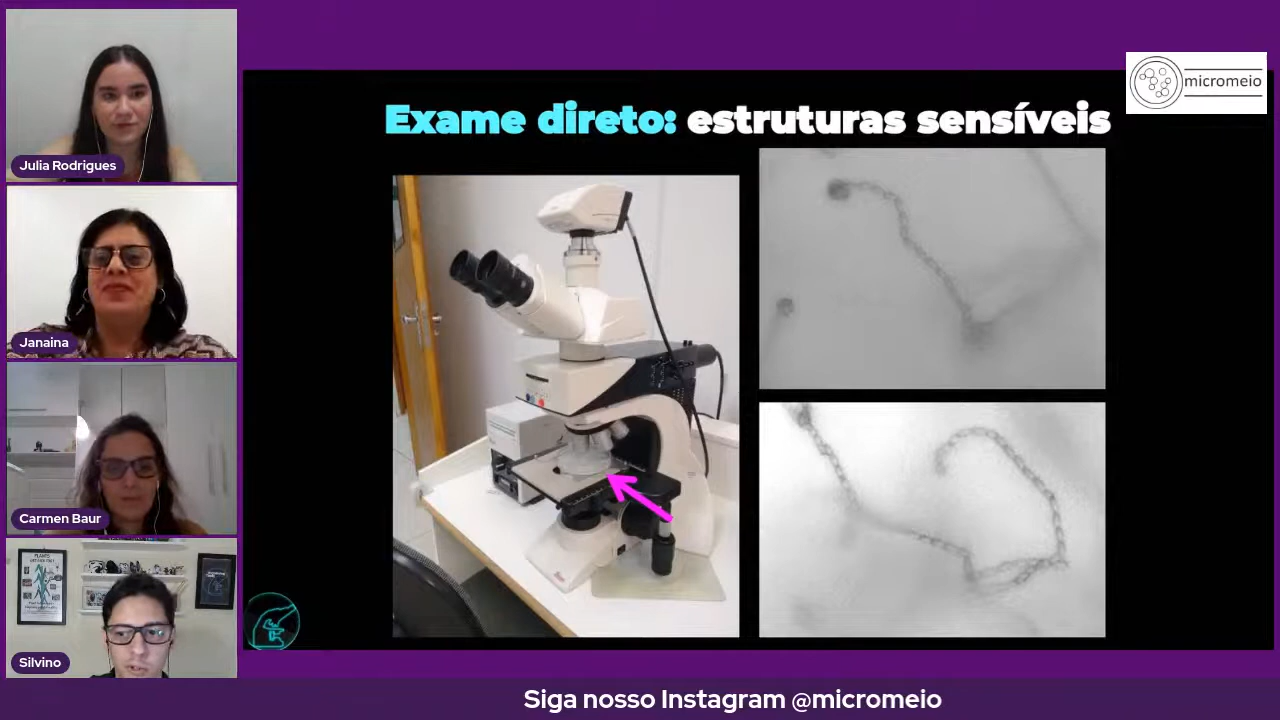 Julia Rodrigues
Janaina
Carmen Baur
Silvino
Exame direto: estruturas sensíveis
micromeio
Siga nosso Instagram @micromeio